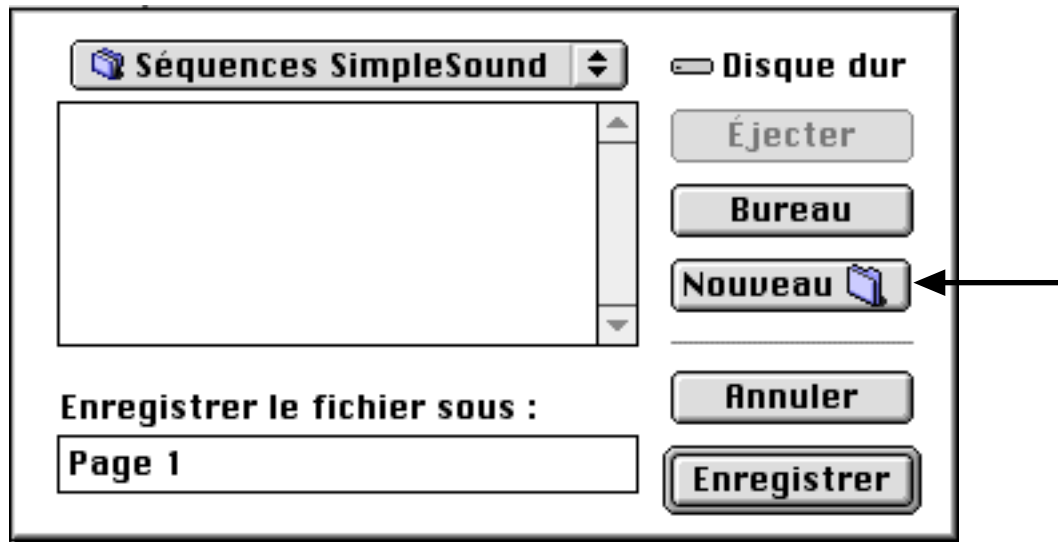 Séquences SimpleSound
Disque dur
Éjecter
Bureau
Nouveau
Enregistrer le fichier sous :
Page 1
Annuler
Enregistrer